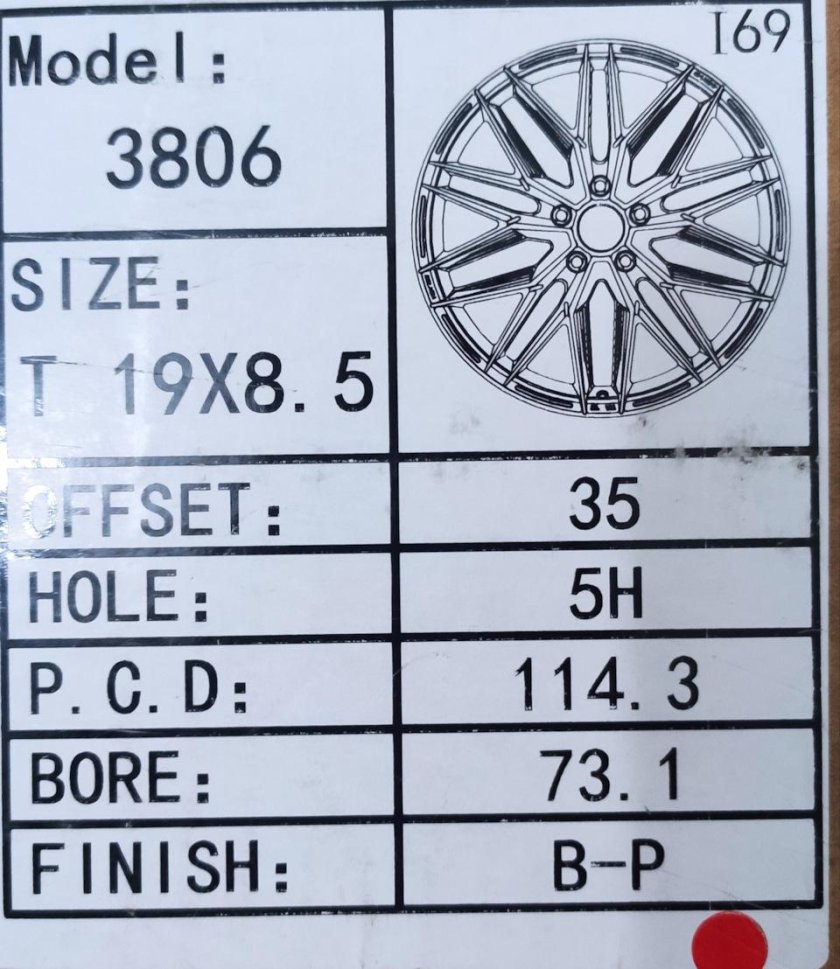 Model:
3806
I69
SIZE:
T 19X8.5
OFFSET: 35
HOLE: 5H
P.C.D: 114.3
BORE: 73.1
FINISH: B-P